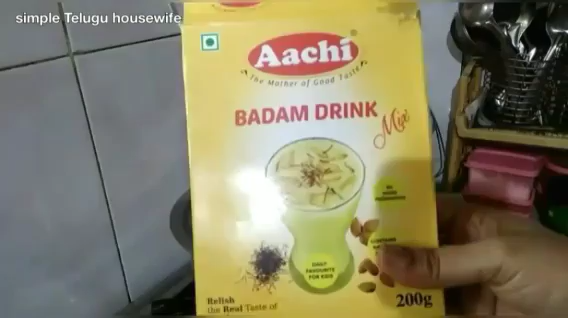 simple Telugu housewife
Aachi
The Mother of Good Taste
BADAM DRINK
Mix
DAILY
FAVOURITE
FOR KIDS
Relish
the Real Taste of
200g